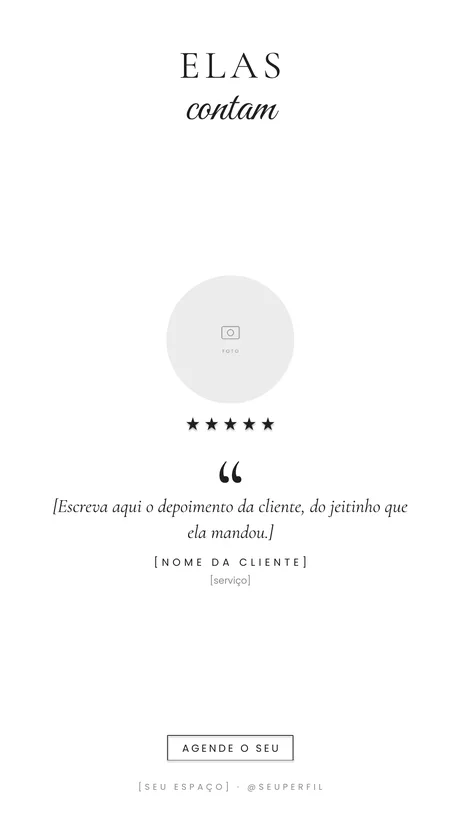 ELAS
contam
FOTO
“
[Escreva aqui o depoimento da cliente, do jeitinho que
ela mandou.]
[NOME DA CLIENTE]
[serviço]
AGENDE O SEU
[SEU ESPAÇO] · @SEUPERFIL